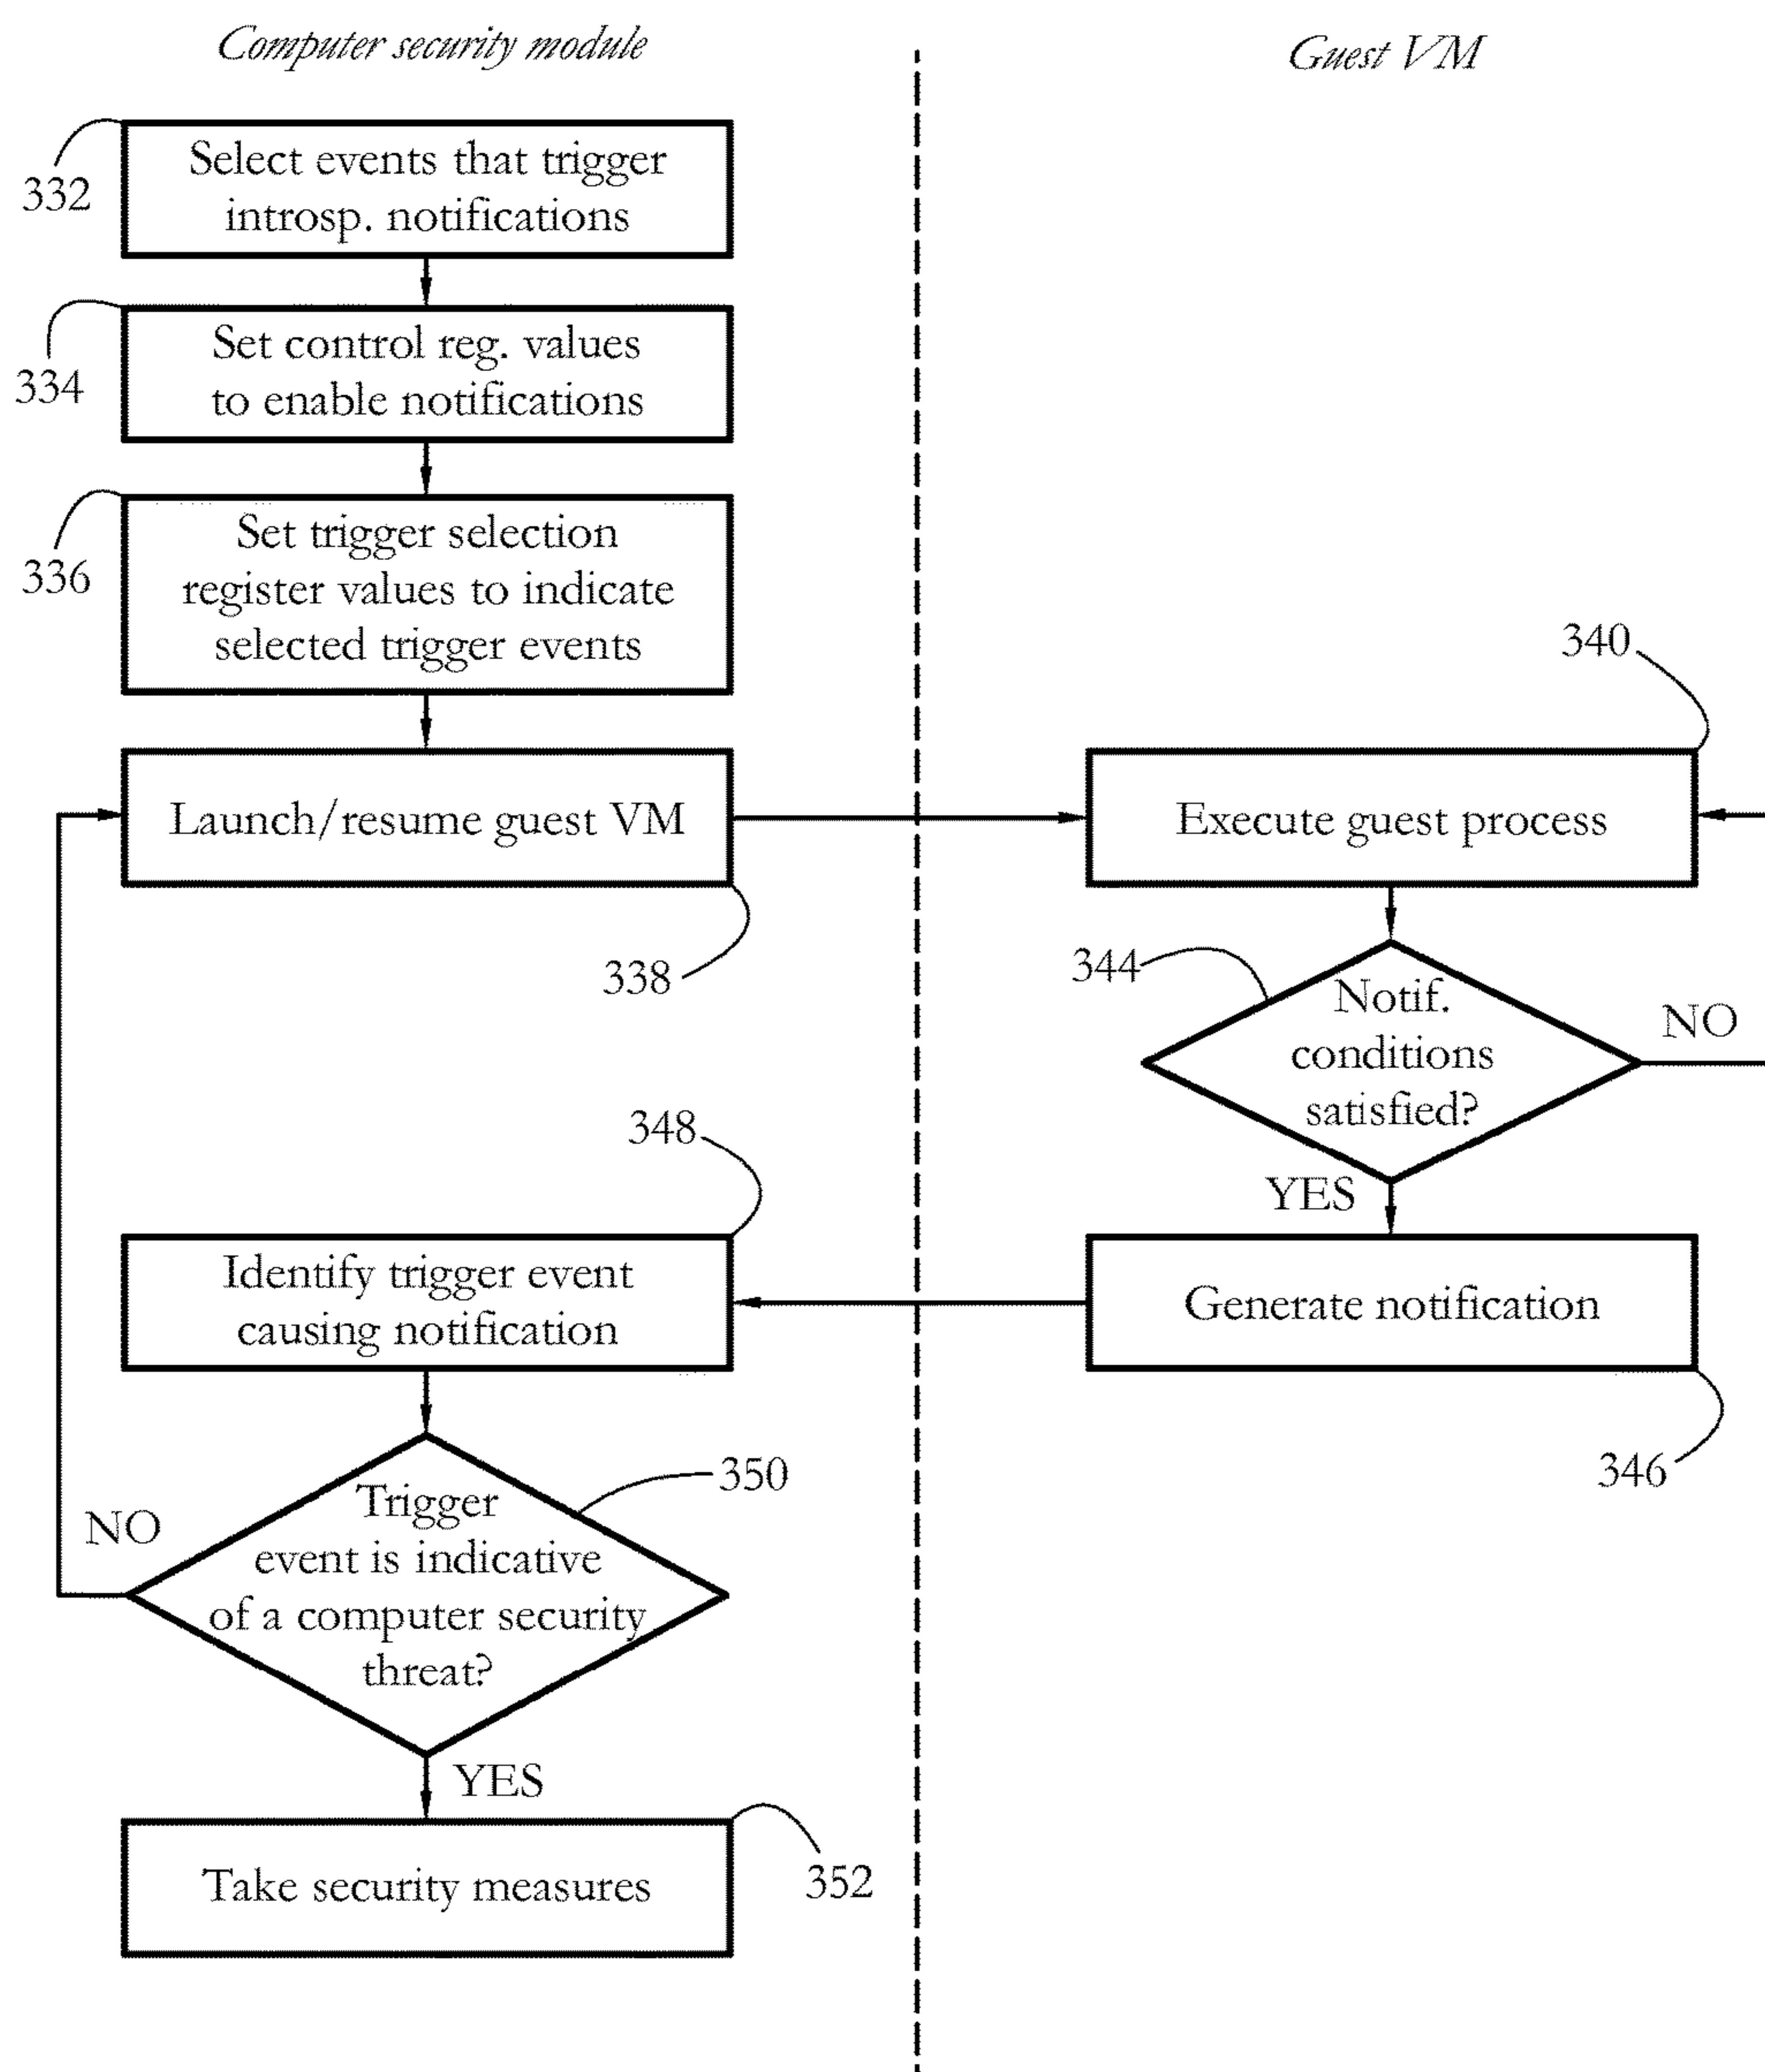 Computer security module
Guest VM
332
Select events that trigger
introsp. notifications
334
Set control reg. values
to enable notifications
336
Set trigger selection
register values to indicate
selected trigger events
Launch/resume guest VM
338
340
Execute guest process
344
Notif.
conditions
satisfied?
NO
YES
Generate notification
346
348
Identify trigger event
causing notification
350
Trigger
event is indicative
of a computer security
threat?
NO
YES
Take security measures
352